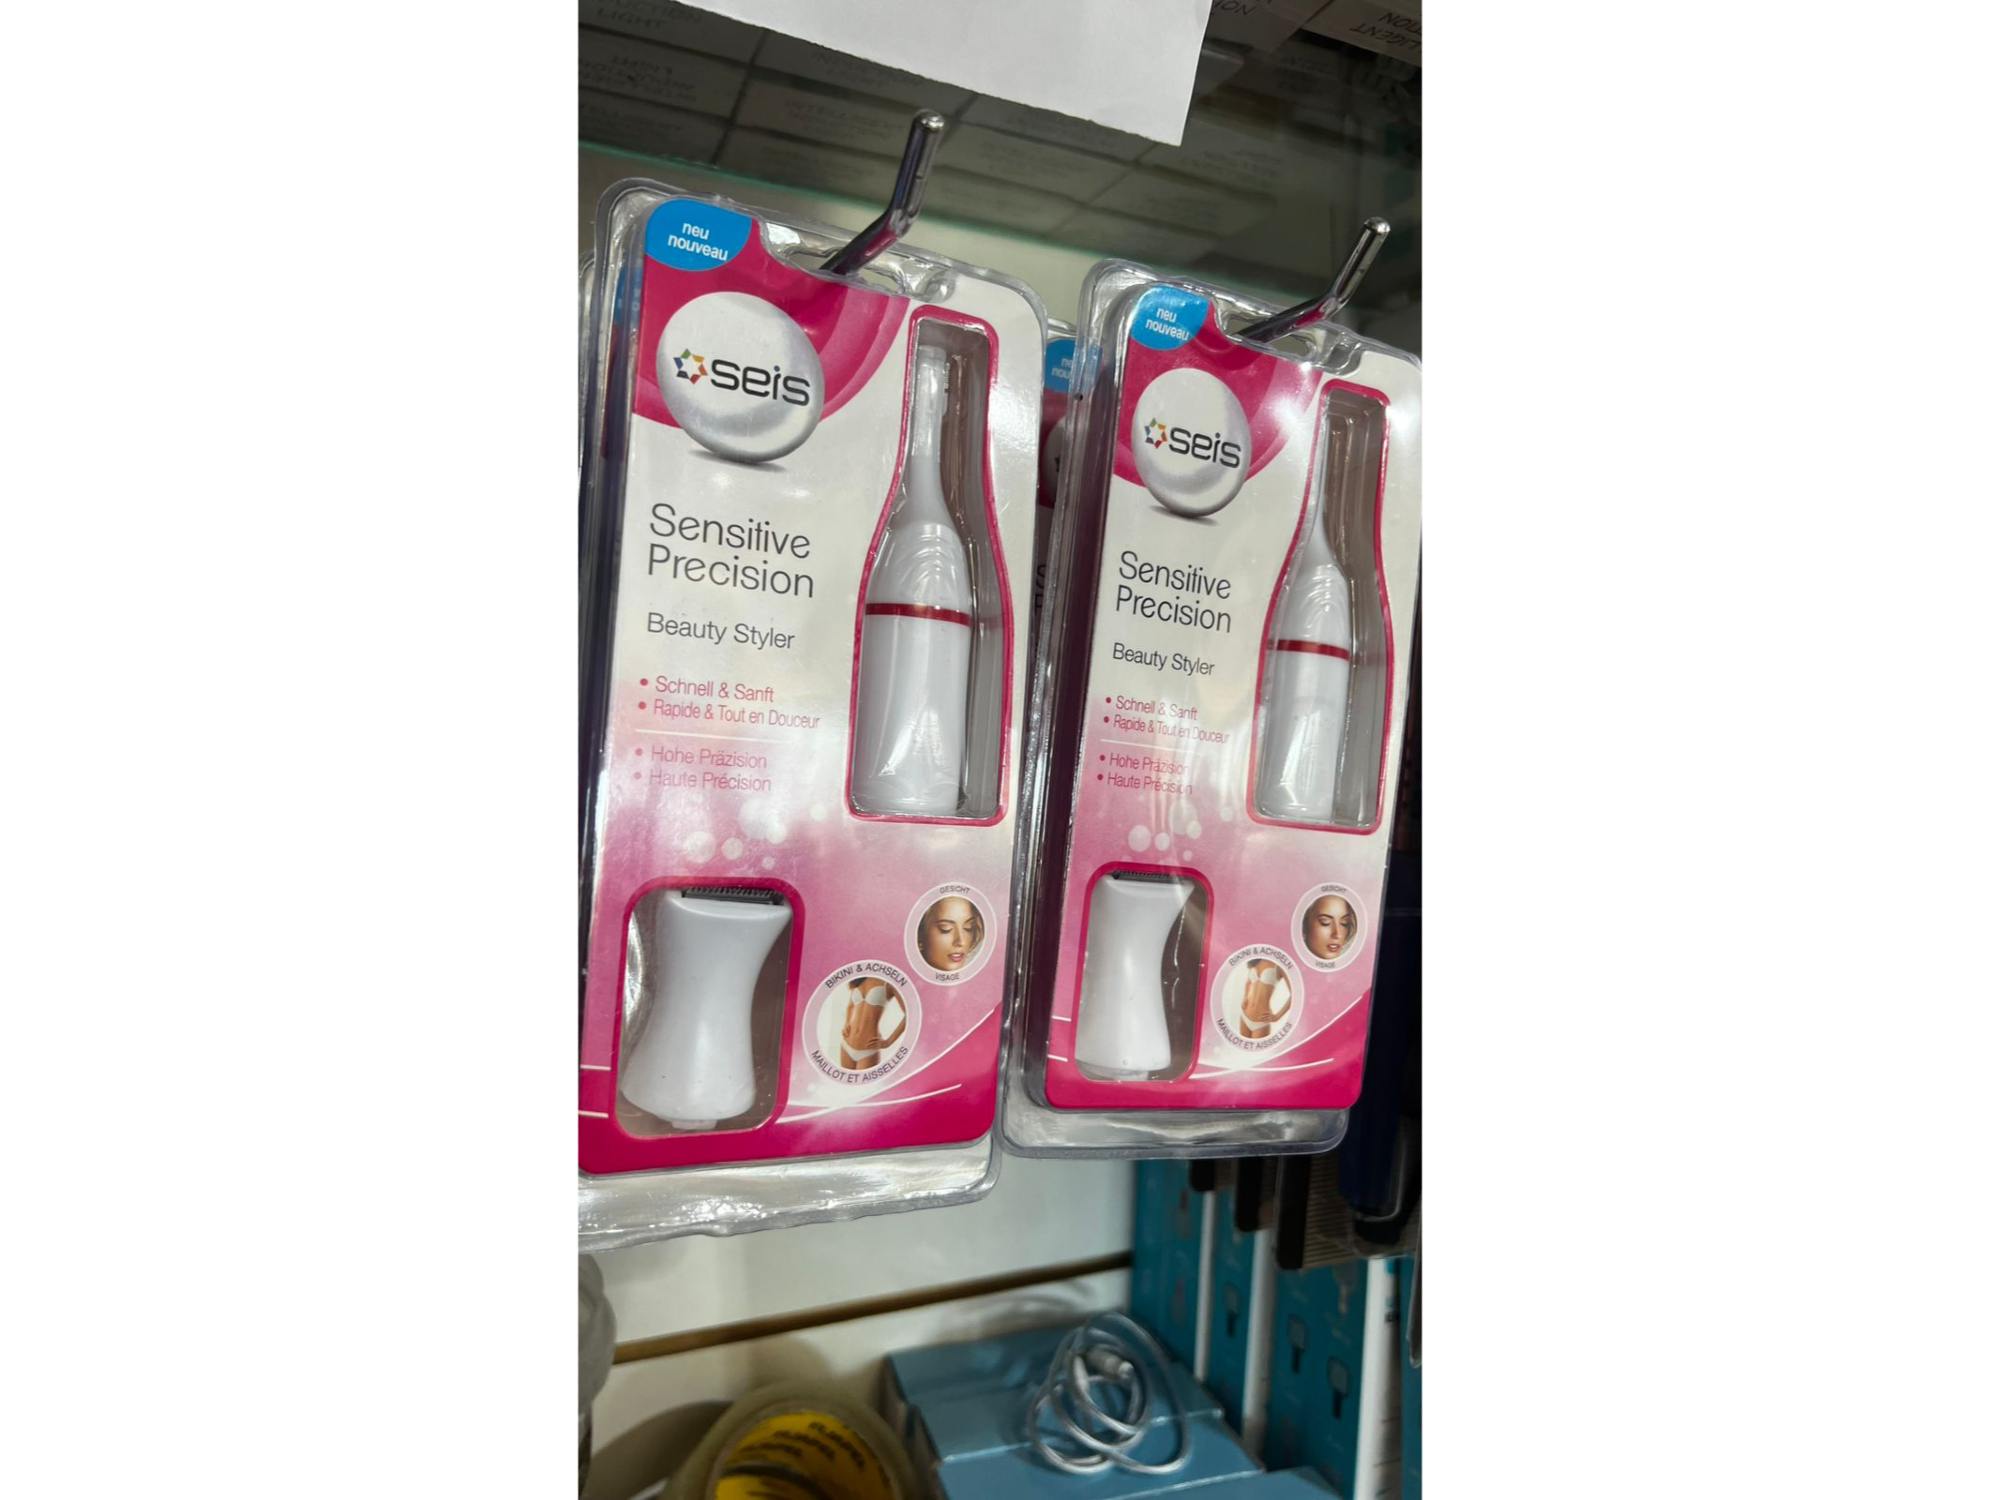 neu
nouveau
seis
Sensitive
Precision
Beauty Styler
• Schnell & Sanft
• Rapide & Tout en Douceur
• Hohe Präzision
• Haute Précision
GESICHT
VISAGE
BIKINI & ACHSELN
MAILLOT ET AISSELLES
neu
nouveau
seis
Sensitive
Precision
Beauty Styler
• Schnell & Sanft
• Rapide & Tout en Douceur
• Hohe Präzision
• Haute Précision
GESICHT
VISAGE
BIKINI & ACHSELN
MAILLOT ET AISSELLES